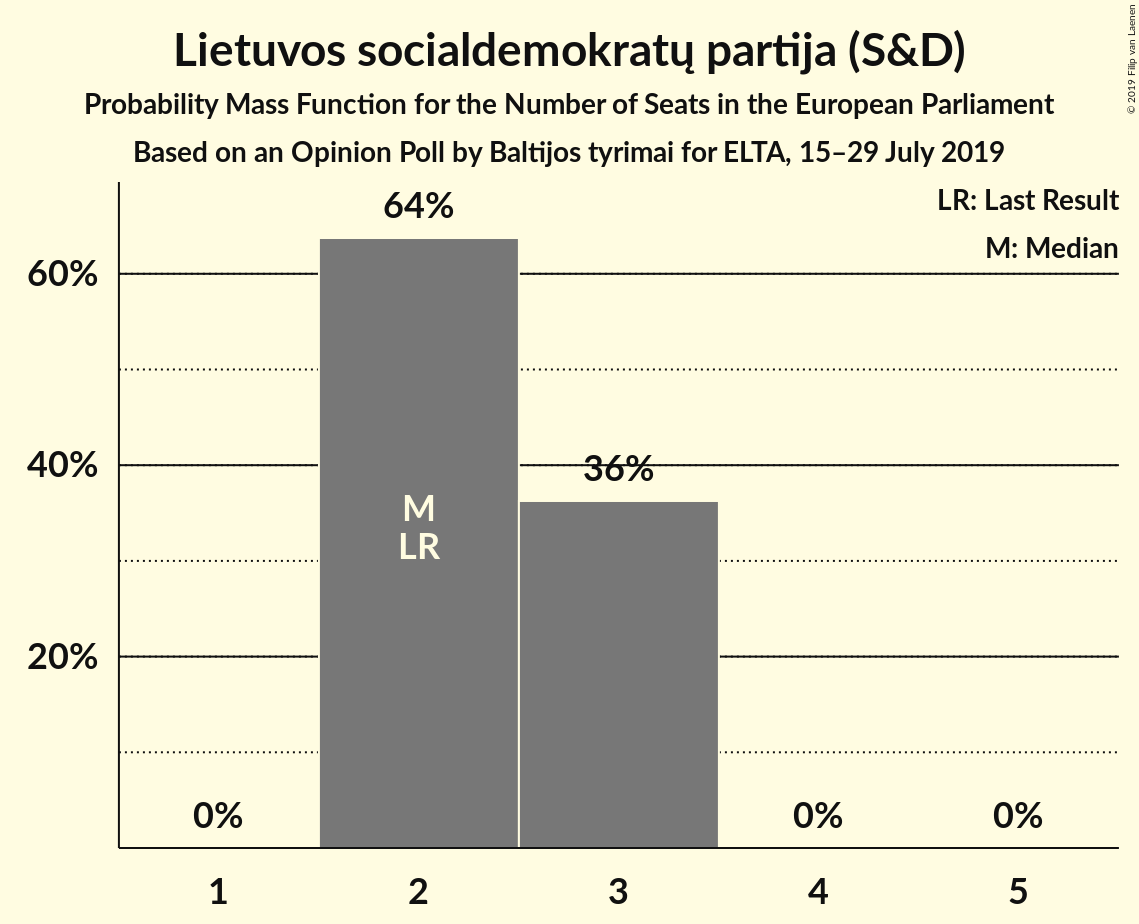 Lietuvos socialdemokratų partija (S&D)
Probability Mass Function for the Number of Seats in the European Parliament
Based on an Opinion Poll by Baltijos tyrimai for ELTA, 15–29 July 2019
© 2019 Filip van Laenen
LR: Last Result
M: Median
64%
60%
40%
36%
M
LR
20%
0%
0%
0%
1
2
3
4
5